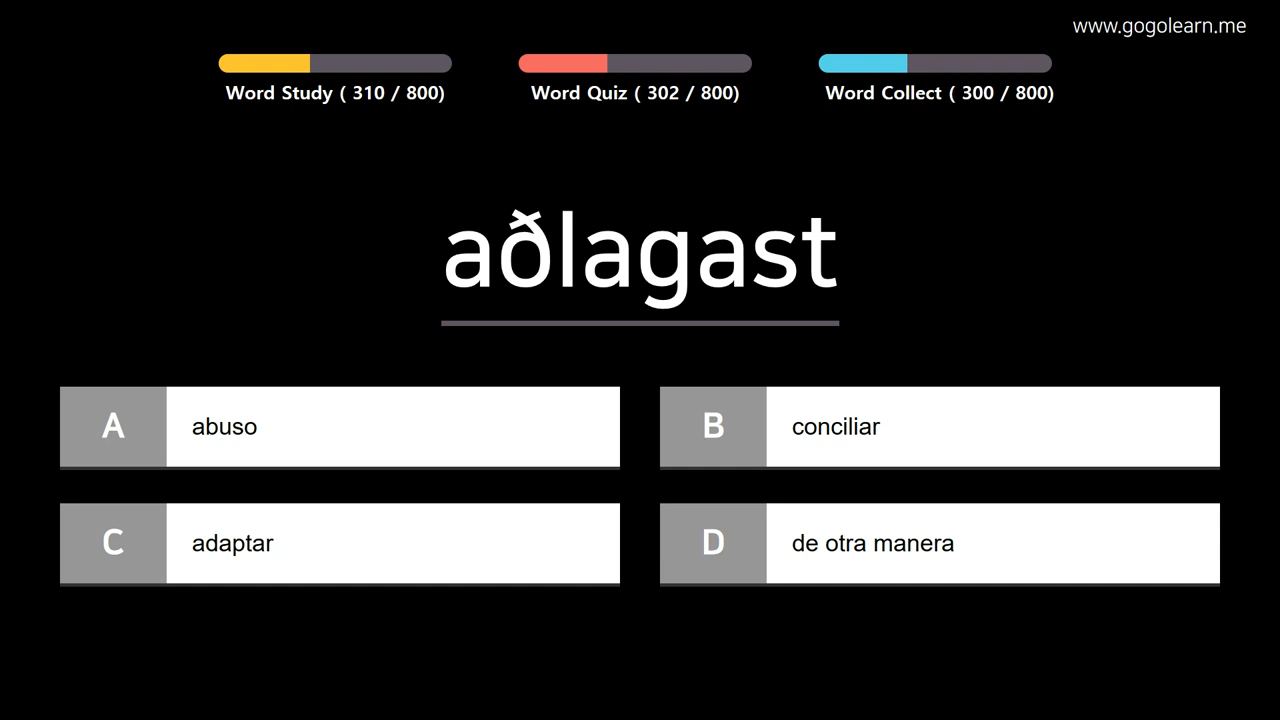 www.gogolearn.me
Word Study ( 310 / 800)
Word Quiz ( 302 / 800)
Word Collect ( 300 / 800)
aðlagast
A abuso
B conciliar
C adaptar
D de otra manera